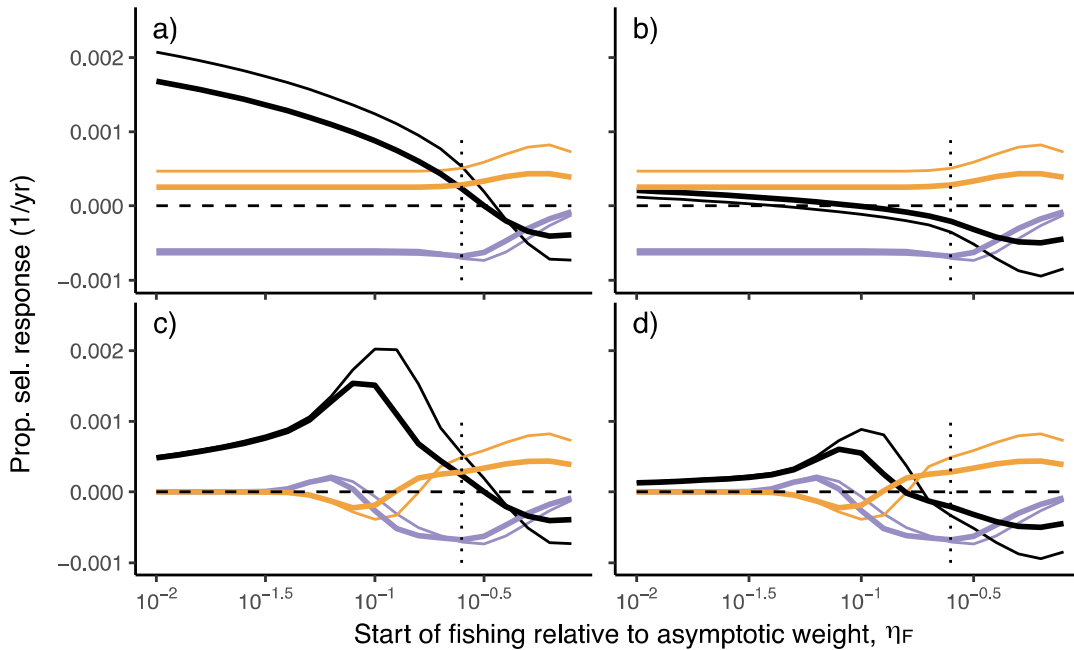 a) b)
0.002
0.001
0.000
−0.001
c) d)
0.002
0.001
0.000
−0.001
Prop. sel. response (1/yr)
10⁻² 10⁻¹·⁵ 10⁻¹ 10⁻⁰·⁵ 10⁻² 10⁻¹·⁵ 10⁻¹ 10⁻⁰·⁵
Start of fishing relative to asymptotic weight, ηF